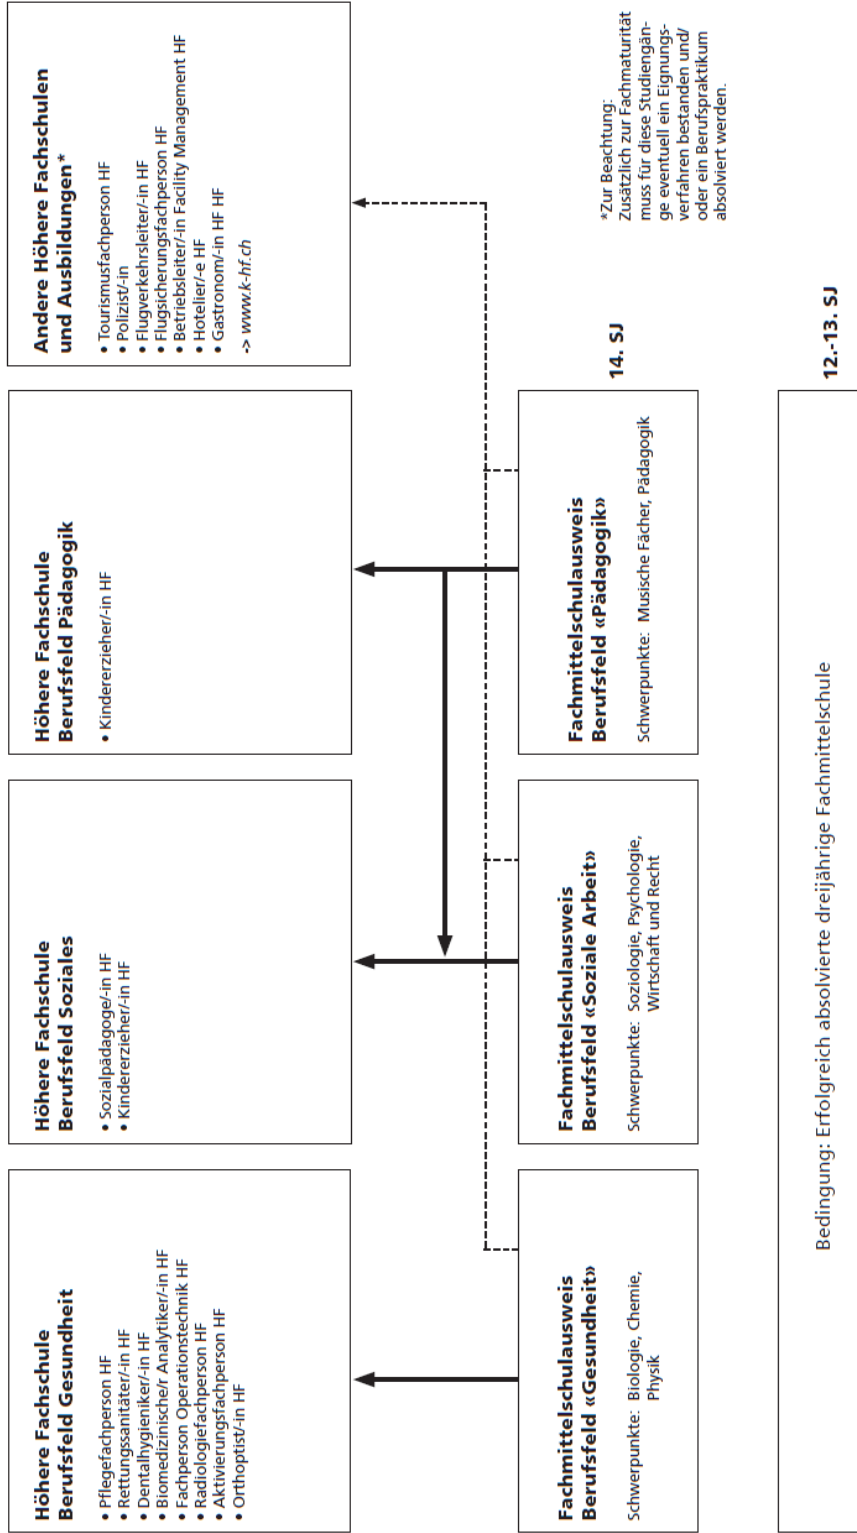 Höhere Fachschule
Berufsfeld Gesundheit
• Pflegefachperson HF
• Rettungssanitäter/-in HF
• Dentalhygieniker/-in HF
• Biomedizinische/r Analytiker/-in HF
• Fachperson Operationstechnik HF
• Radiologiefachperson HF
• Aktivierungsfachperson HF
• Orthoptist/-in HF
Höhere Fachschule
Berufsfeld Soziales
• Sozialpädagoge/-in HF
• Kindererzieher/-in HF
Höhere Fachschule
Berufsfeld Pädagogik
• Kindererzieher/-in HF
Andere Höhere Fachschulen
und Ausbildungen*
• Tourismusfachperson HF
• Polizist/-in
• Flugverkehrsleiter/-in HF
• Flugsicherungsfachperson HF
• Betriebsleiter/-in Facility Management HF
• Hotelier/-e HF
• Gastronom/-in HF HF
-> www.k-hf.ch
Fachmittelschulausweis
Berufsfeld «Gesundheit»
Schwerpunkte: Biologie, Chemie,
Physik
Fachmittelschulausweis
Berufsfeld «Soziale Arbeit»
Schwerpunkte: Soziologie, Psychologie,
Wirtschaft und Recht
Fachmittelschulausweis
Berufsfeld «Pädagogik»
Schwerpunkte: Musische Fächer, Pädagogik
14. SJ
*Zur Beachtung:
Zusätzlich zur Fachmaturität
muss für diese Studiengän-
ge eventuell ein Eignungs-
verfahren bestanden und/
oder ein Berufspraktikum
absolviert werden.
Bedingung: Erfolgreich absolvierte dreijährige Fachmittelschule
12.-13. SJ